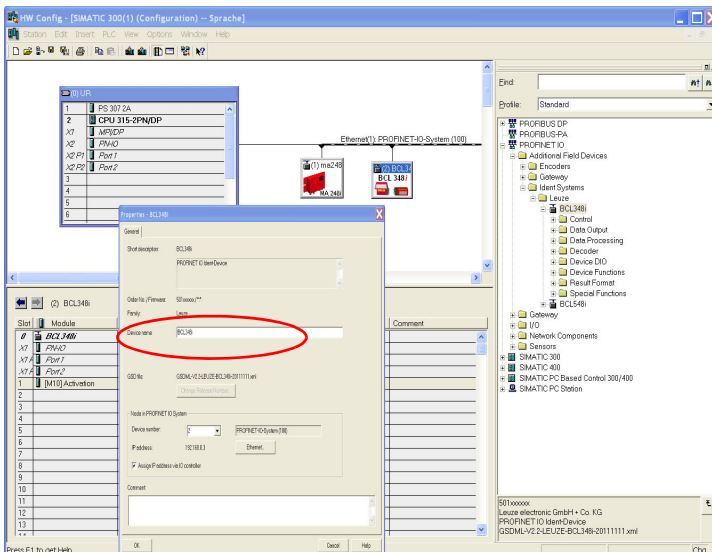 HW Config - [SIMATIC 300(1) (Configuration) -- Sprache]
Station Edit Insert PLC View Options Window Help
(0) UR
1 PS 307 2A
2 CPU 315-2PN/DP
X1 MPI/DP
X2 PN-IO
X2 P1 Port 1
X2 P2 Port 2
3
4
5
6
Ethernet(1): PROFINET-IO-System (100)
(1) ma248
MA 248i
(2) BCL34
BCL 348i
Find:
Profile: Standard
PROFIBUS DP
PROFIBUS-PA
PROFINET IO
Additional Field Devices
Encoders
Gateway
Ident Systems
Leuze
BCL348i
Control
Data Output
Data Processing
Decoder
Device DIO
Device Functions
Result Format
Special Functions
BCL548i
Gateway
I/O
Network Components
Sensors
SIMATIC 300
SIMATIC 400
SIMATIC PC Based Control 300/400
SIMATIC PC Station
(2) BCL348i
Slot Module
Comment
0 BCL348i
X1 PN-IO
X1 P Port 1
X1 P Port 2
1 [M10] Activation
2
3
4
5
6
7
8
9
10
11
12
13
14
Properties - BCL348i
General
Short description: BCL348i
PROFINET IO Ident-Device
Order No. / Firmware: 501xxxxx / **
Family: Leuze
Device name: BCL348i
GSD file: GSDML-V2.2-LEUZE-BCL348i-20111111.xml
Change Release Number...
Node in PROFINET IO System
Device number: 2 PROFINET-IO-System (100)
IP address: 192.168.0.3 Ethernet...
Assign IP address via IO controller
Comment:
OK Cancel Help
501xxxxx
Leuze electronic GmbH + Co. KG
PROFINET IO Ident-Device
GSDML-V2.2-LEUZE-BCL348i-20111111.xml
Press F1 to get Help.
Chg